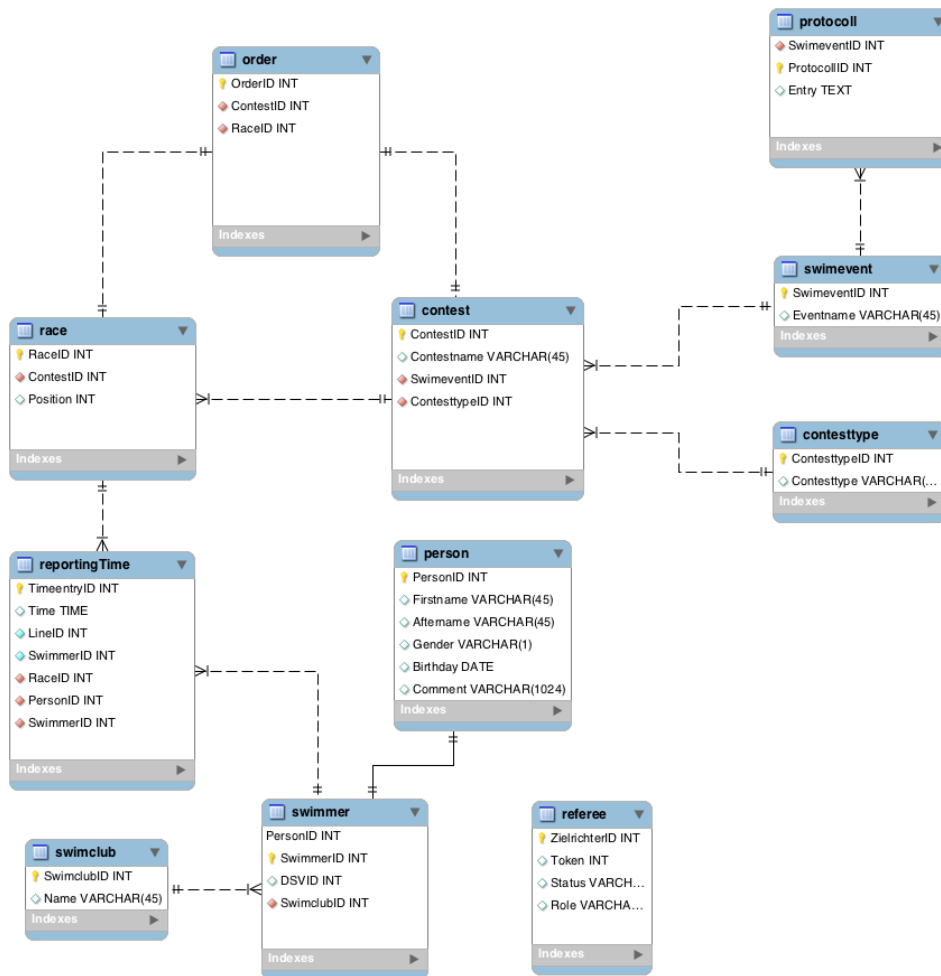 protocoll
SwimeventID INT
ProtocollID INT
Entry TEXT
Indexes
order
OrderID INT
ContestID INT
RaceID INT
Indexes
swimevent
SwimeventID INT
Eventname VARCHAR(45)
Indexes
contest
ContestID INT
Contestname VARCHAR(45)
SwimeventID INT
ContesttypeID INT
Indexes
race
RaceID INT
ContestID INT
Position INT
Indexes
contesttype
ContesttypeID INT
Contesttype VARCHAR(...
Indexes
reportingTime
TimeentryID INT
Time TIME
LineID INT
SwimmerID INT
RaceID INT
PersonID INT
SwimmerID INT
Indexes
person
PersonID INT
Firstname VARCHAR(45)
Aftername VARCHAR(45)
Gender VARCHAR(1)
Birthday DATE
Comment VARCHAR(1024)
Indexes
swimclub
SwimclubID INT
Name VARCHAR(45)
Indexes
swimmer
PersonID INT
SwimmerID INT
DSVID INT
SwimclubID INT
Indexes
referee
ZielrichterID INT
Token INT
Status VARCH...
Role VARCHA...
Indexes